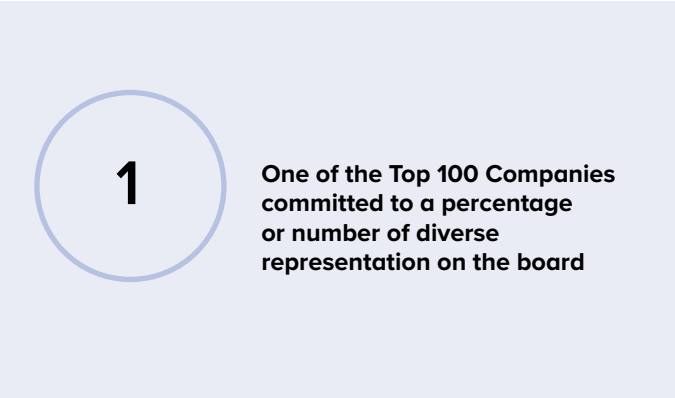 1
One of the Top 100 Companies
committed to a percentage
or number of diverse
representation on the board